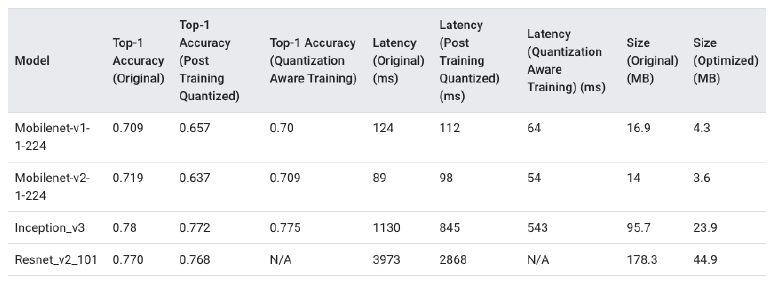 Model Top-1 Accuracy (Original) Top-1 Accuracy (Post Training Quantized) Top-1 Accuracy (Quantization Aware Training) Latency (Original) (ms) Latency (Post Training Quantized) (ms) Latency (Quantization Aware Training) (ms) Size (Original) (MB) Size (Optimized) (MB)
Mobilenet-v1-1-224 0.709 0.657 0.70 124 112 64 16.9 4.3
Mobilenet-v2-1-224 0.719 0.637 0.709 89 98 54 14 3.6
Inception_v3 0.78 0.772 0.775 1130 845 543 95.7 23.9
Resnet_v2_101 0.770 0.768 N/A 3973 2868 N/A 178.3 44.9